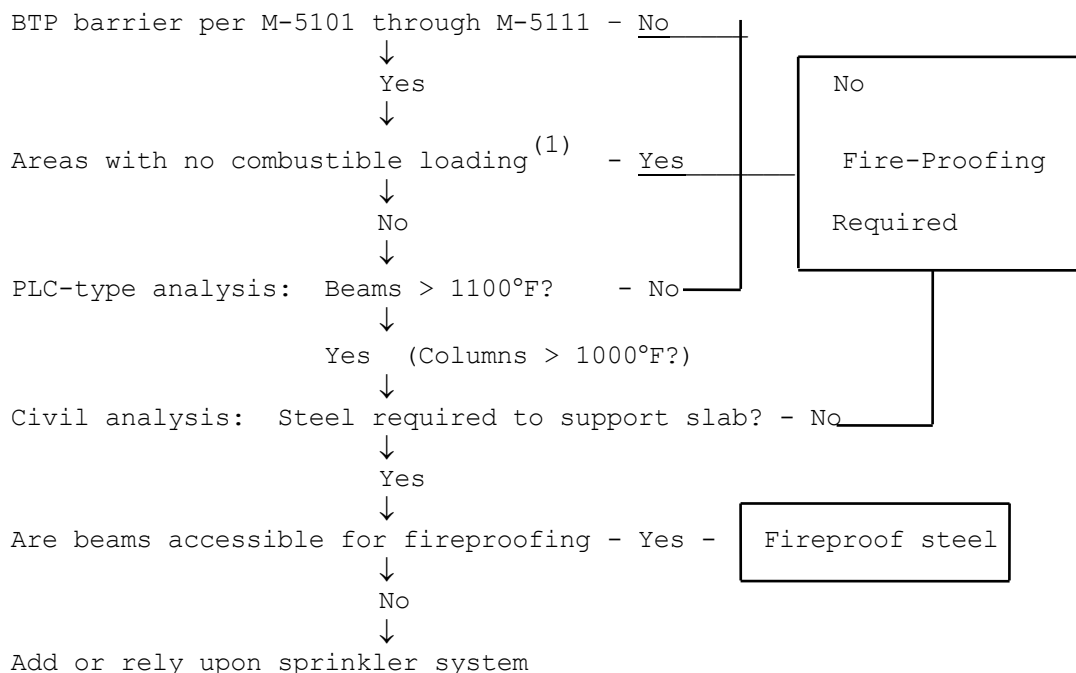 BTP barrier per M-5101 through M-5111 – No
↓
Yes
↓
No
Areas with no combustible loading(1) - Yes
Fire-Proofing
↓
No
Required
↓
PLC-type analysis: Beams > 1100°F? - No
↓
Yes (Columns > 1000°F?)
↓
Civil analysis: Steel required to support slab? - No
↓
Yes
↓
Are beams accessible for fireproofing - Yes -
Fireproof steel
↓
No
↓
Add or rely upon sprinkler system